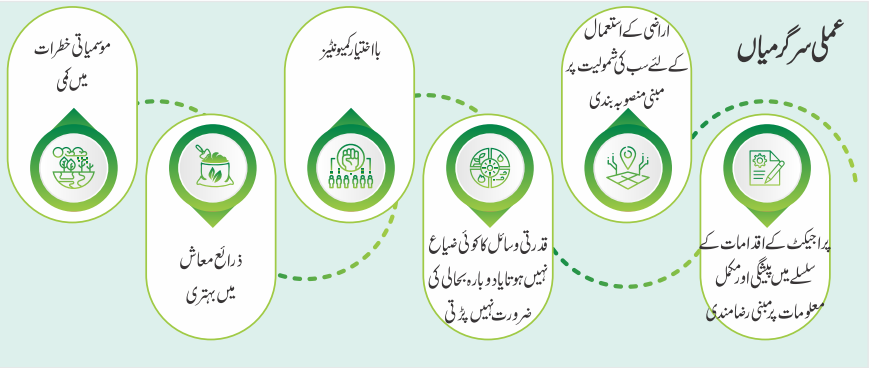 عملی سرگرمیاں
پراجیکٹ کے اقدامات کے
سلسلے میں پیشگی اور مکمل
معلومات پر مبنی رضامندی
اراضی کے استعمال
کے لئے سب کی شمولیت پر
مبنی منصوبہ بندی
قدرتی وسائل کا کوئی ضیاع
نہیں ہوتا یا دوبارہ بحالی کی
ضرورت نہیں پڑتی
بااختیار کمیونٹیز
ذرائع معاش
میں بہتری
موسمیاتی خطرات
میں کمی